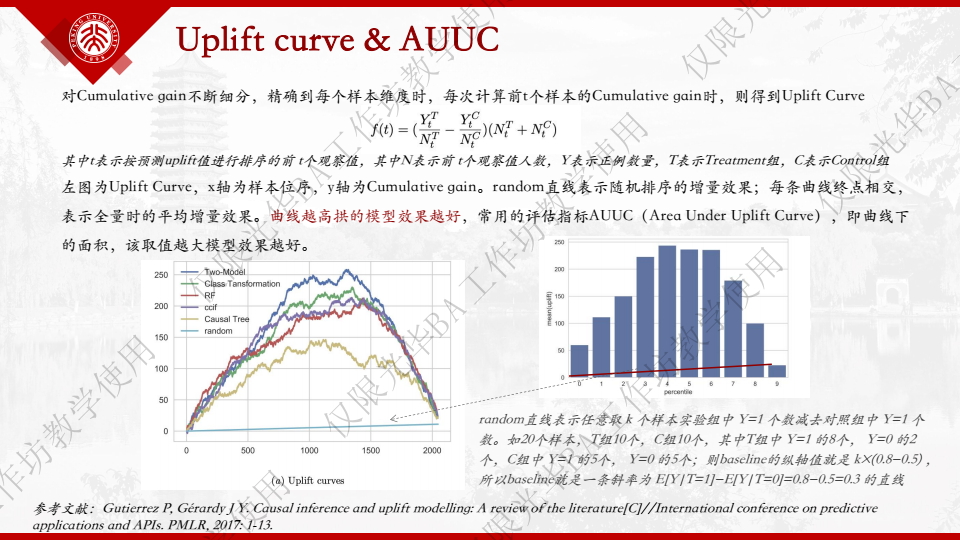 PEKING UNIVERSITY
1898
Uplift curve & AUUC
对Cumulative gain不断细分，精确到每个样本维度时，每次计算前t个样本的Cumulative gain时，则得到Uplift Curve
f(t) = (Y_t^T / N_t^T − Y_t^C / N_t^C)(N_t^T + N_t^C)
其中t表示按预测uplift值进行排序的前 t个观察值，其中N表示前 t个观察值人数，Y表示正例数量，T表示Treatment组，C表示Control组
左图为Uplift Curve，x轴为样本位序，y轴为Cumulative gain。random直线表示随机排序的增量效果；每条曲线终点相交，
表示全量时的平均增量效果。曲线越高拱的模型效果越好，常用的评估指标AUUC（Area Under Uplift Curve），即曲线下
的面积，该取值越大模型效果越好。
250
200
150
100
50
0
Two-Model
Class Tansformation
RF
ccif
Causal Tree
random
0 500 1000 1500 2000
(a) Uplift curves
250
200
150
100
50
0
mean(uplift)
0 1 2 3 4 5 6 7 8 9
percentile
random直线表示任意取 k 个样本实验组中 Y=1 个数减去对照组中 Y=1 个
数。如20个样本，T组10个，C组10个，其中T组中 Y=1 的8个， Y=0 的2
个，C组中 Y=1 的5个， Y=0 的5个；则baseline的纵轴值就是 k×(0.8−0.5)，
所以baseline就是一条斜率为 E[Y|T=1]−E[Y|T=0]=0.8−0.5=0.3 的直线
参考文献：Gutierrez P, Gérardy J Y. Causal inference and uplift modelling: A review of the literature[C]//International conference on predictive
applications and APIs. PMLR, 2017: 1-13.
仅限光华BA工作坊教学使用